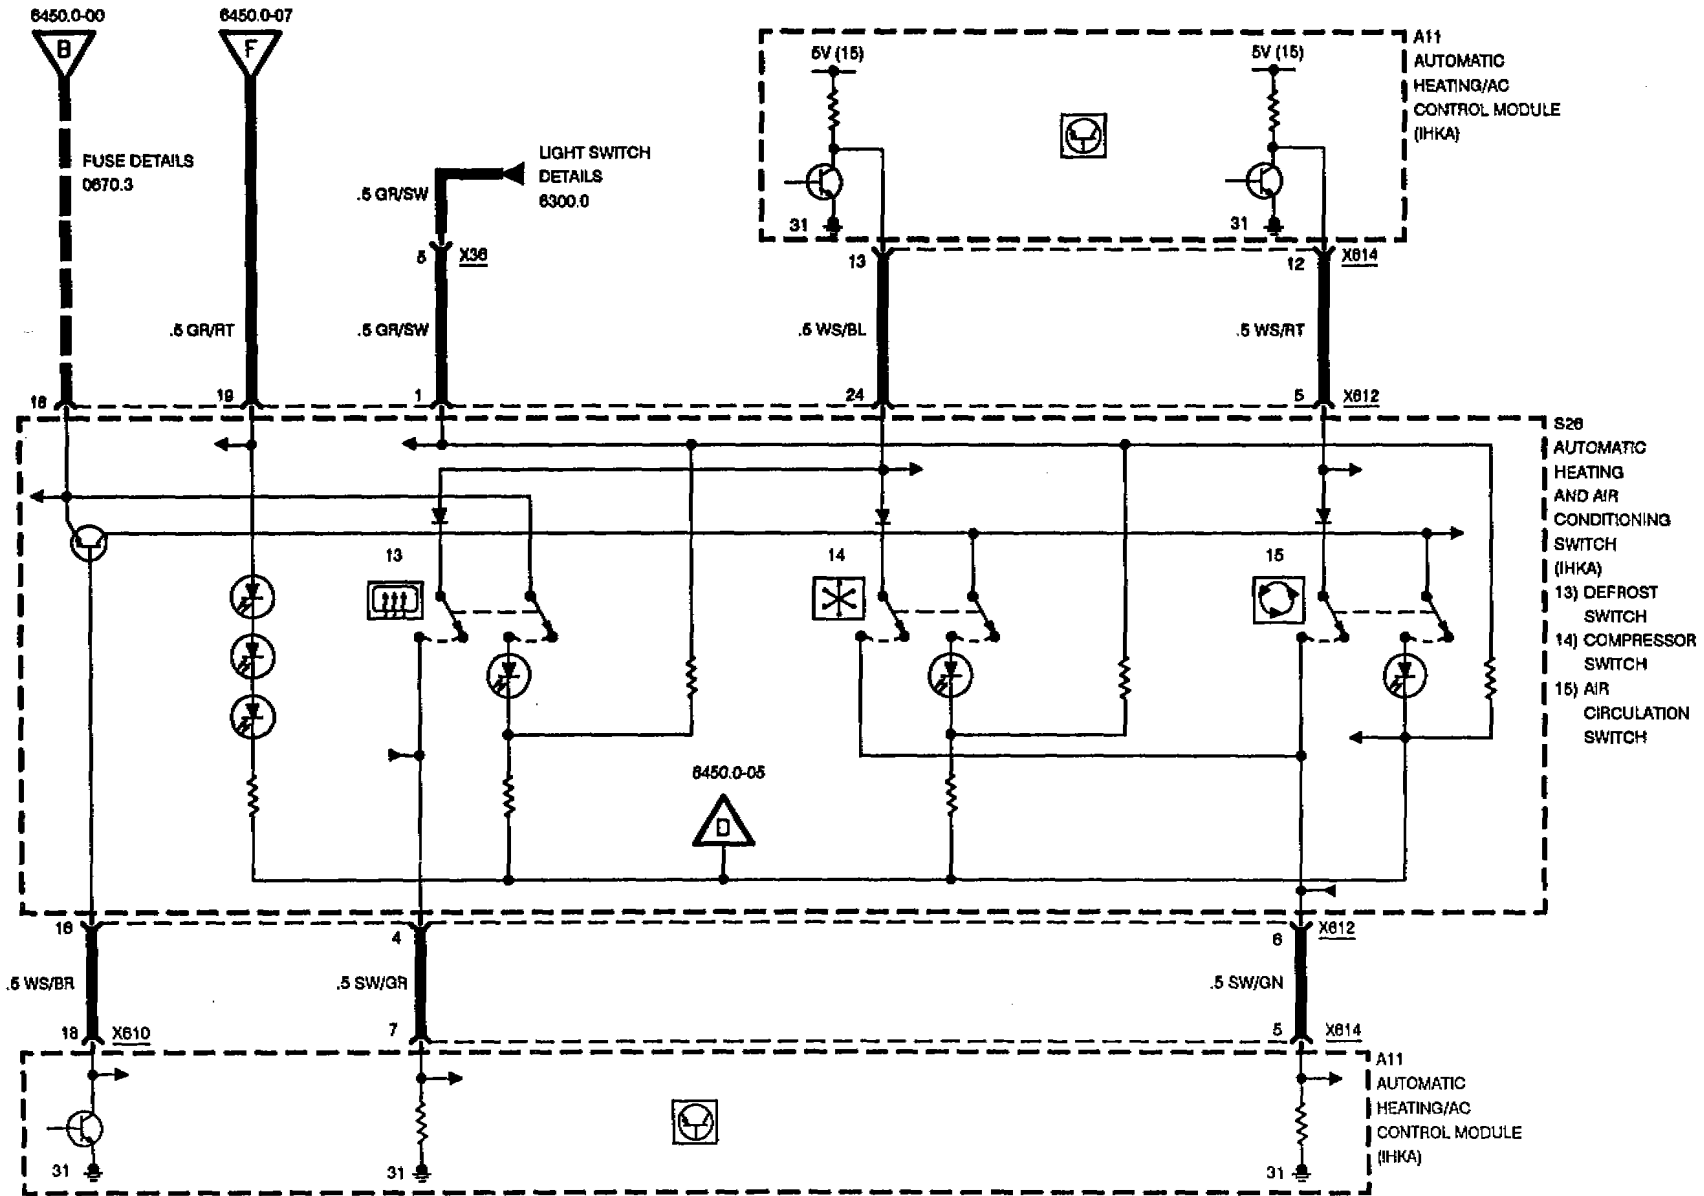 6450.0-00
6450.0-07
B
F
FUSE DETAILS
0670.3
LIGHT SWITCH
DETAILS
6300.0
.5 GR/SW
5V (15)
5V (15)
31
31
A11
AUTOMATIC
HEATING/AC
CONTROL MODULE
(IHKA)
5
X36
13
12
X614
.5 GR/RT
.5 GR/SW
.5 WS/BL
.5 WS/RT
18
19
1
24
5
X612
S26
AUTOMATIC
HEATING
AND AIR
CONDITIONING
SWITCH
(IHKA)
13) DEFROST
SWITCH
14) COMPRESSOR
SWITCH
15) AIR
CIRCULATION
SWITCH
13
14
15
6450.0-05
D
16
4
6
X612
.5 WS/BR
.5 SW/GR
.5 SW/GN
18
X610
7
5
X614
A11
AUTOMATIC
HEATING/AC
CONTROL MODULE
(IHKA)
31
31
31